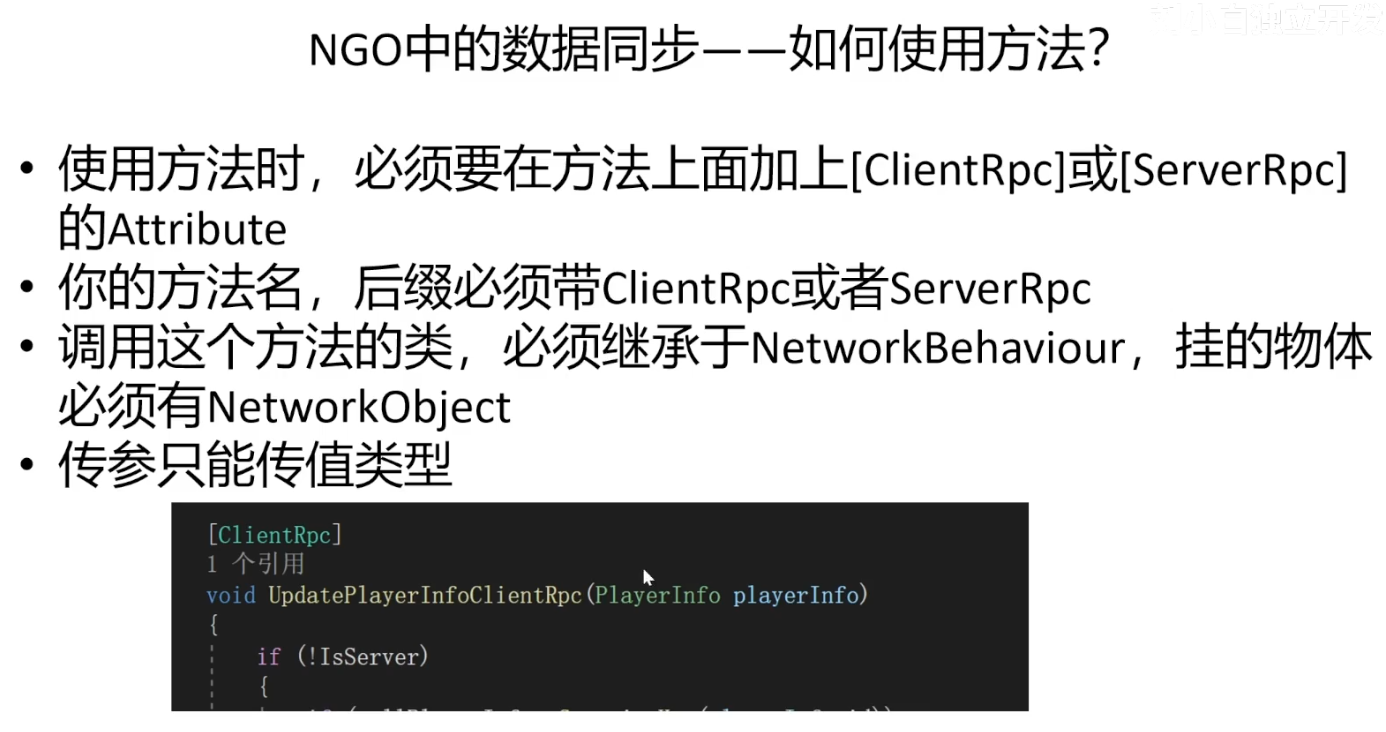 NGO中的数据同步——如何使用方法?
• 使用方法时，必须要在方法上面加上[ClientRpc]或[ServerRpc]
的Attribute
• 你的方法名，后缀必须带ClientRpc或者ServerRpc
• 调用这个方法的类，必须继承于NetworkBehaviour，挂的物体
必须有NetworkObject
• 传参只能传值类型
[ClientRpc]
1 个引用
void UpdatePlayerInfoClientRpc(PlayerInfo playerInfo)
{
if (!IsServer)
{